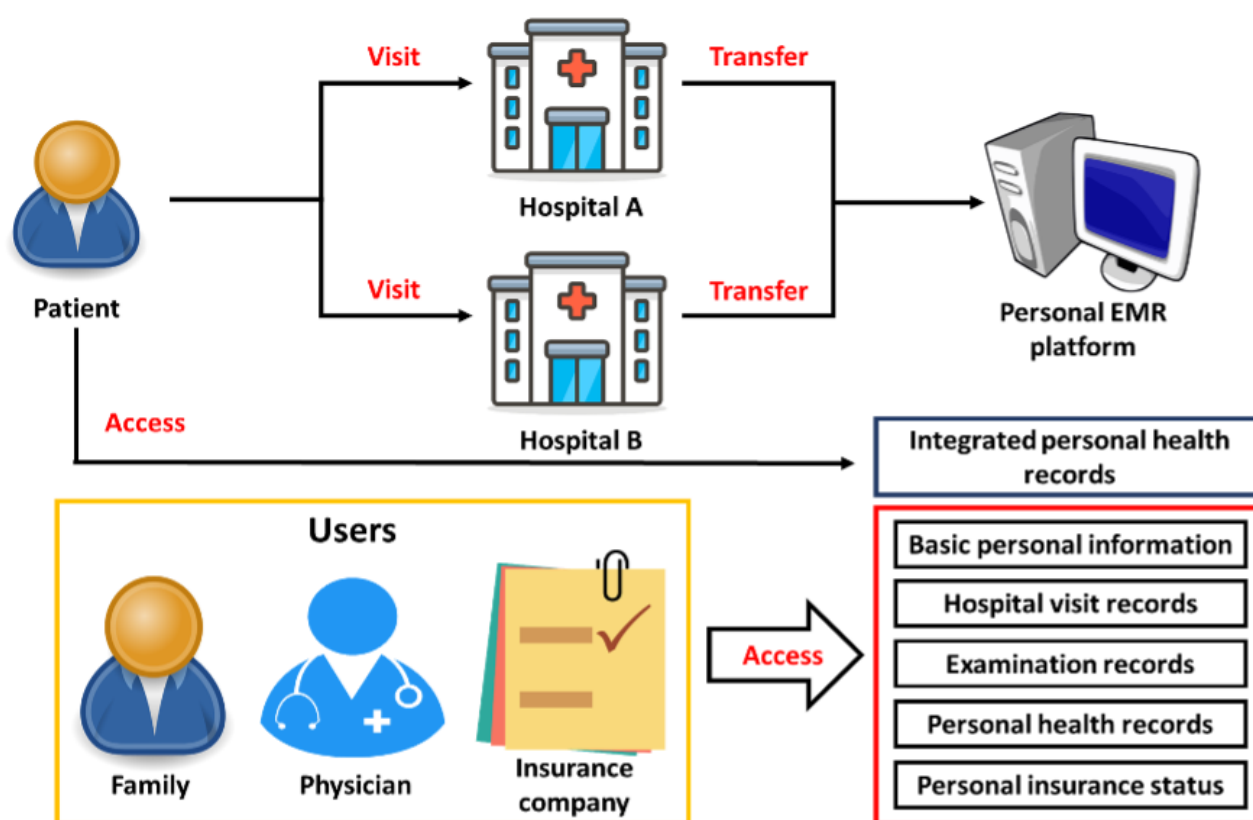 Visit
Transfer
Hospital A
Patient
Visit
Transfer
Personal EMR
platform
Access
Hospital B
Integrated personal health
records
Users
Family
Physician
Insurance
company
Access
Basic personal information
Hospital visit records
Examination records
Personal health records
Personal insurance status